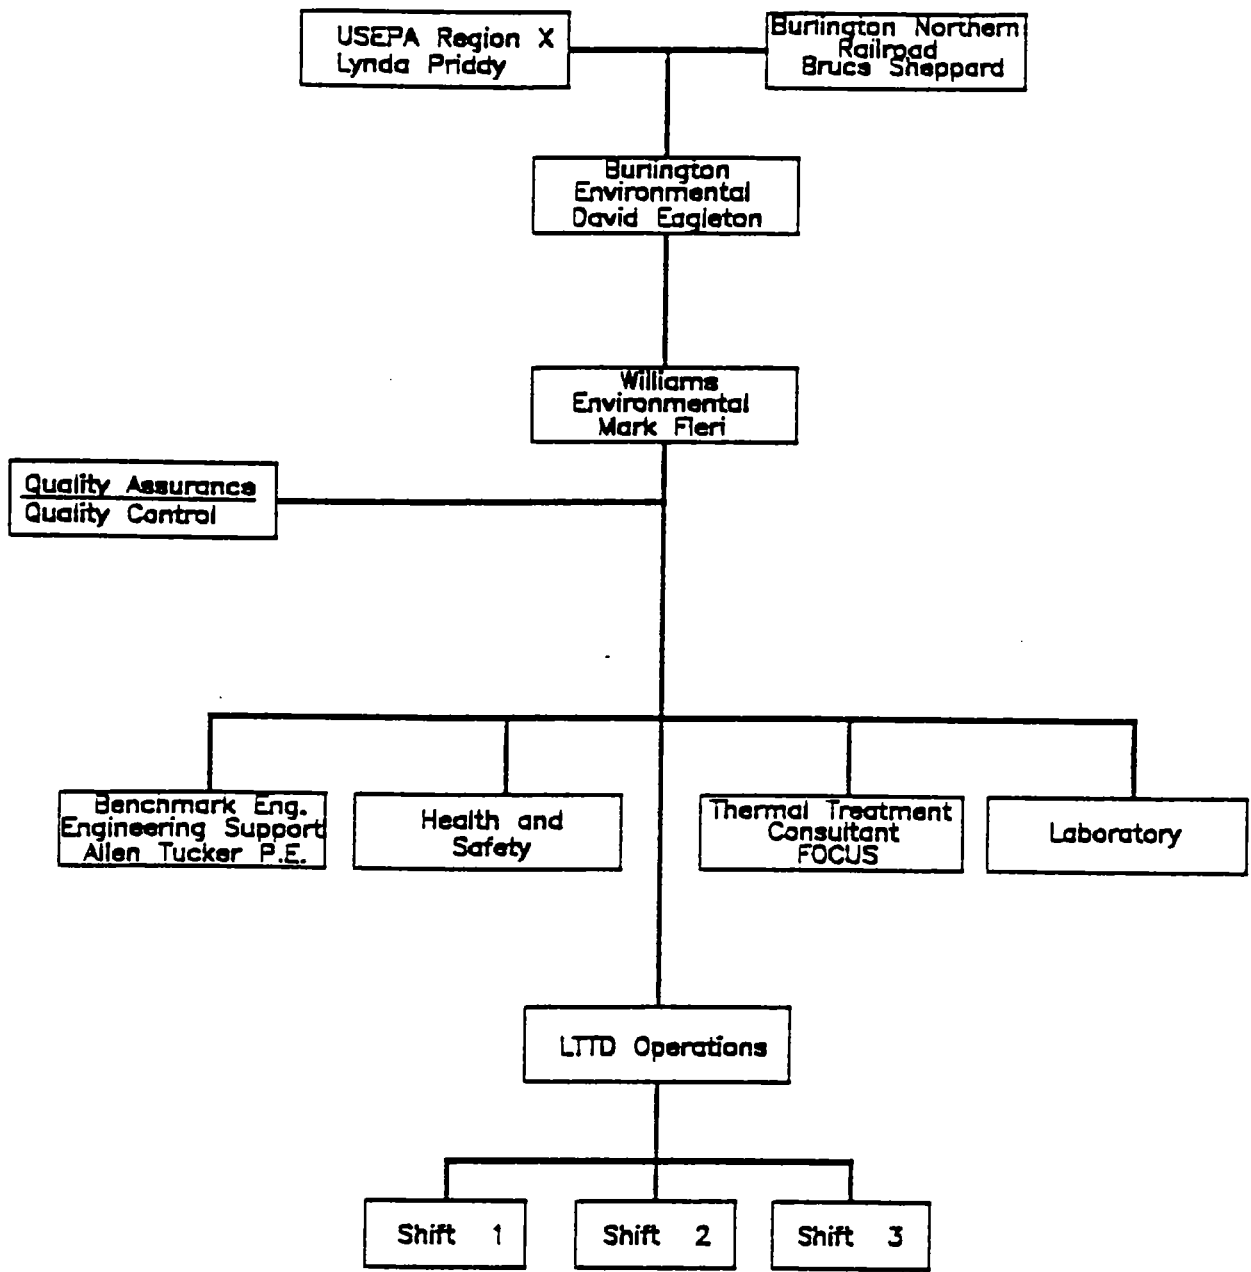 USEPA Region X
Lynda Priddy
Burlington Northern
Railroad
Bruce Sheppard
Burlington
Environmental
David Eagleton
Williams
Environmental
Mark Fleri
Quality Assurance
Quality Control
Benchmark Eng.
Engineering Support
Allen Tucker P.E.
Health and
Safety
Thermal Treatment
Consultant
FOCUS
Laboratory
LTTD Operations
Shift 1
Shift 2
Shift 3